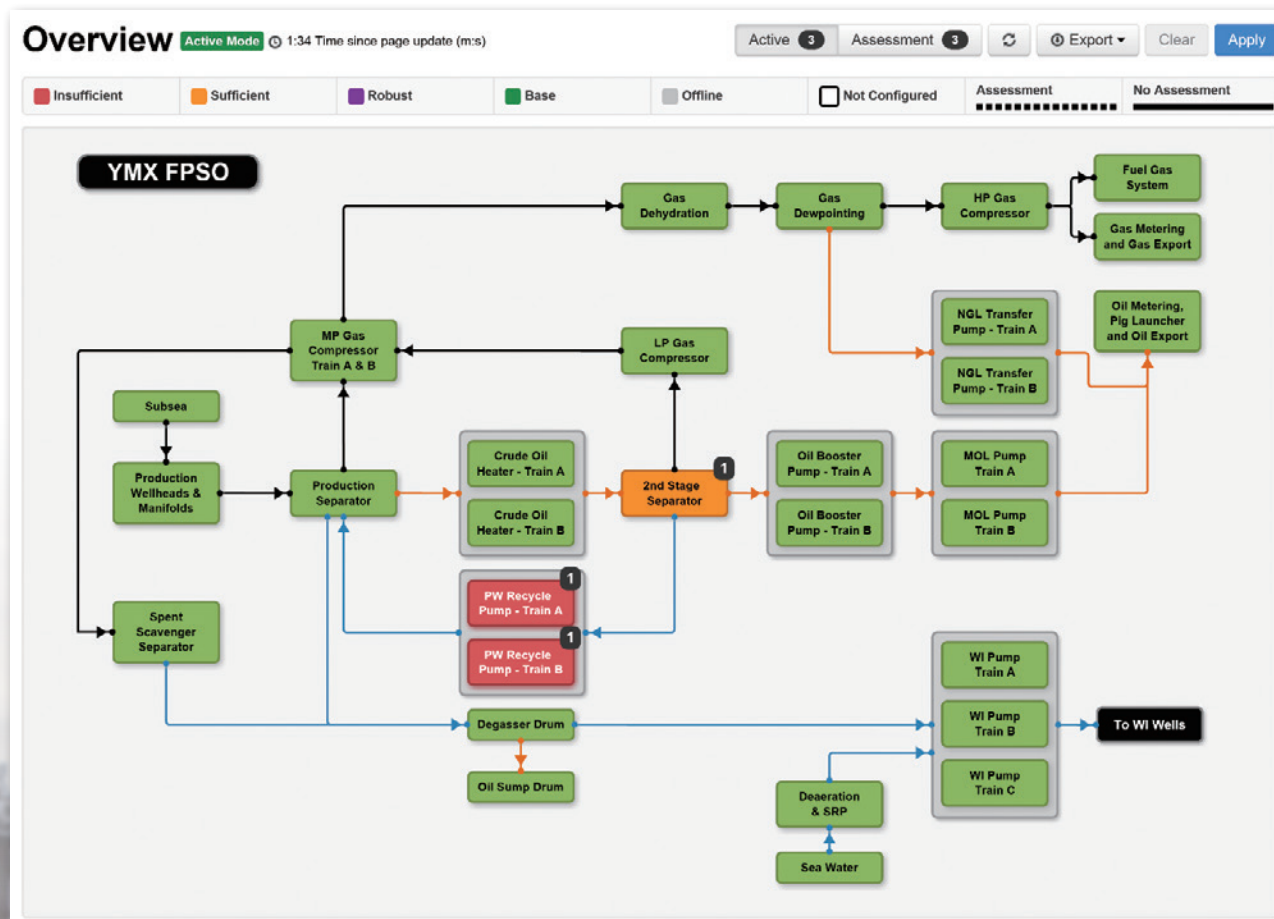 Overview Active Mode 1:34 Time since page update (m:s)
Active 3 Assessment 3 Export Clear Apply
Insufficient Sufficient Robust Base Offline Not Configured Assessment No Assessment
YMX FPSO
Gas
Dehydration
Gas
Dewpointing
HP Gas
Compressor
Fuel Gas
System
Gas Metering
and Gas Export
MP Gas
Compressor
Train A & B
LP Gas
Compressor
NGL Transfer
Pump - Train A
NGL Transfer
Pump - Train B
Oil Metering,
Pig Launcher
and Oil Export
Subsea
Production
Wellheads &
Manifolds
Production
Separator
Crude Oil
Heater - Train A
Crude Oil
Heater - Train B
1
2nd Stage
Separator
Oil Booster
Pump - Train A
Oil Booster
Pump - Train B
MOL Pump
Train A
MOL Pump
Train B
1
PW Recycle
Pump - Train A
1
PW Recycle
Pump - Train B
Spent
Scavenger
Separator
Degasser Drum
Oil Sump Drum
WI Pump
Train A
WI Pump
Train B
WI Pump
Train C
To WI Wells
Deaeration
& SRP
Sea Water